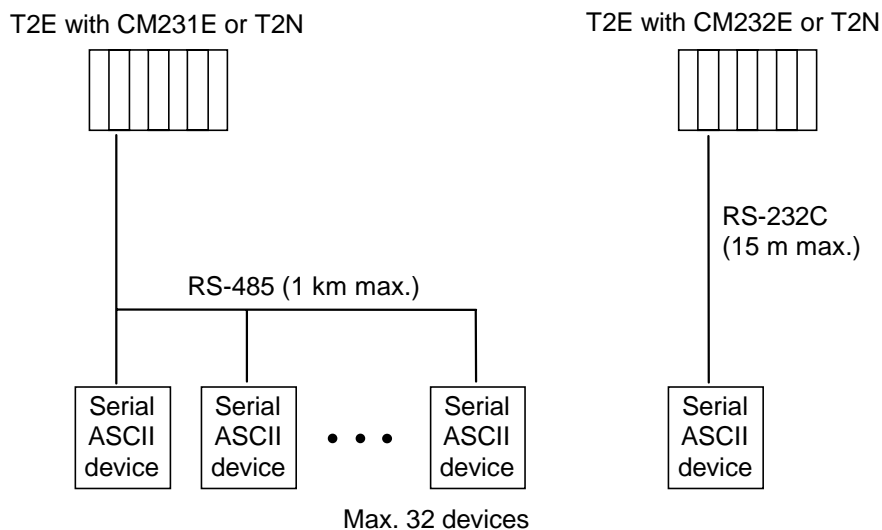 T2E with CM231E or T2N
T2E with CM232E or T2N
RS-232C
(15 m max.)
RS-485 (1 km max.)
Serial
ASCII
device
Serial
ASCII
device
Serial
ASCII
device
Serial
ASCII
device
Max. 32 devices